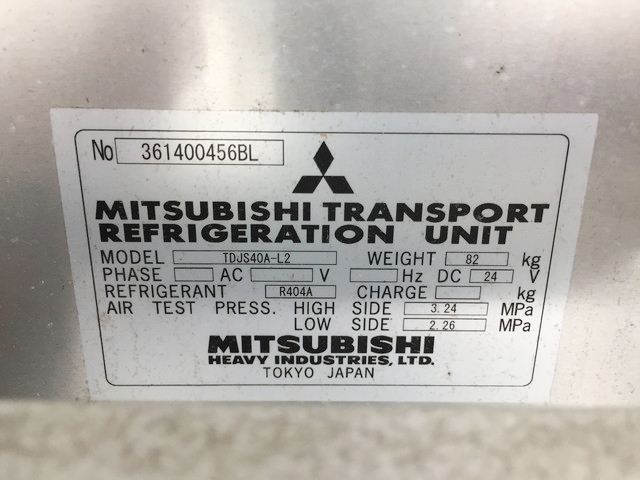 No 361400456BL
MITSUBISHI TRANSPORT
REFRIGERATION UNIT
MODEL TDJS40A-L2 WEIGHT 82 kg
PHASE AC V Hz DC 24 V
REFRIGERANT R404A CHARGE kg
AIR TEST PRESS. HIGH SIDE 3.24 MPa
LOW SIDE 2.26 MPa
MITSUBISHI
HEAVY INDUSTRIES, LTD.
TOKYO JAPAN